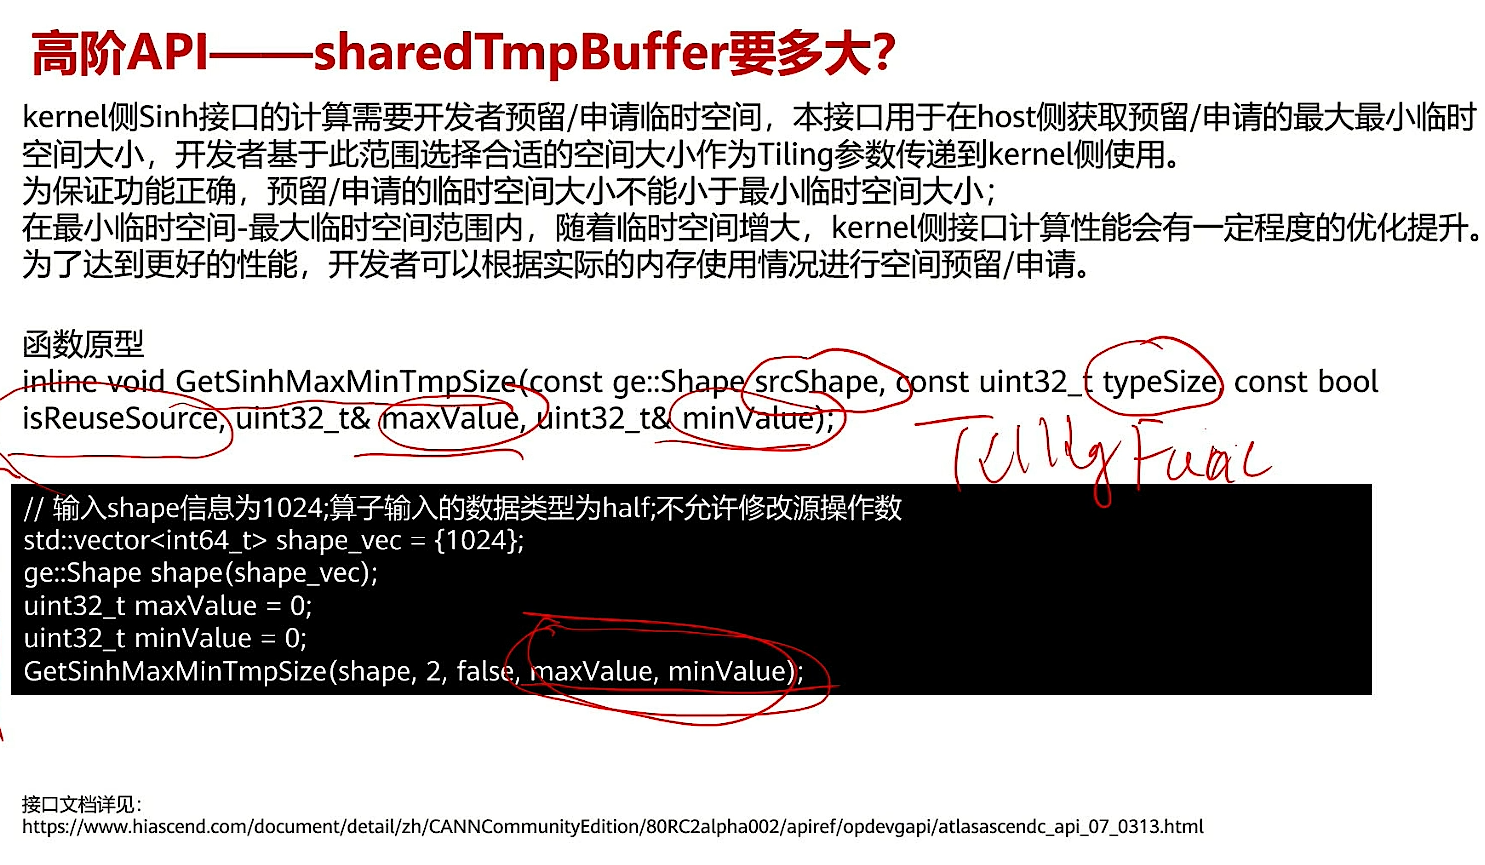 高阶API——sharedTmpBuffer要多大?
kernel侧Sinh接口的计算需要开发者预留/申请临时空间，本接口用于在host侧获取预留/申请的最大最小临时
空间大小，开发者基于此范围选择合适的空间大小作为Tiling参数传递到kernel侧使用。
为保证功能正确，预留/申请的临时空间大小不能小于最小临时空间大小；
在最小临时空间-最大临时空间范围内，随着临时空间增大，kernel侧接口计算性能会有一定程度的优化提升。
为了达到更好的性能，开发者可以根据实际的内存使用情况进行空间预留/申请。
函数原型
inline void GetSinhMaxMinTmpSize(const ge::Shape srcShape, const uint32_t typeSize, const bool
isReuseSource, uint32_t& maxValue, uint32_t& minValue);
Tiling Func
// 输入shape信息为1024;算子输入的数据类型为half;不允许修改源操作数
std::vector<int64_t> shape_vec = {1024};
ge::Shape shape(shape_vec);
uint32_t maxValue = 0;
uint32_t minValue = 0;
GetSinhMaxMinTmpSize(shape, 2, false, maxValue, minValue);
接口文档详见：
https://www.hiascend.com/document/detail/zh/CANNCommunityEdition/80RC2alpha002/apiref/opdevgapi/atlasascendc_api_07_0313.html